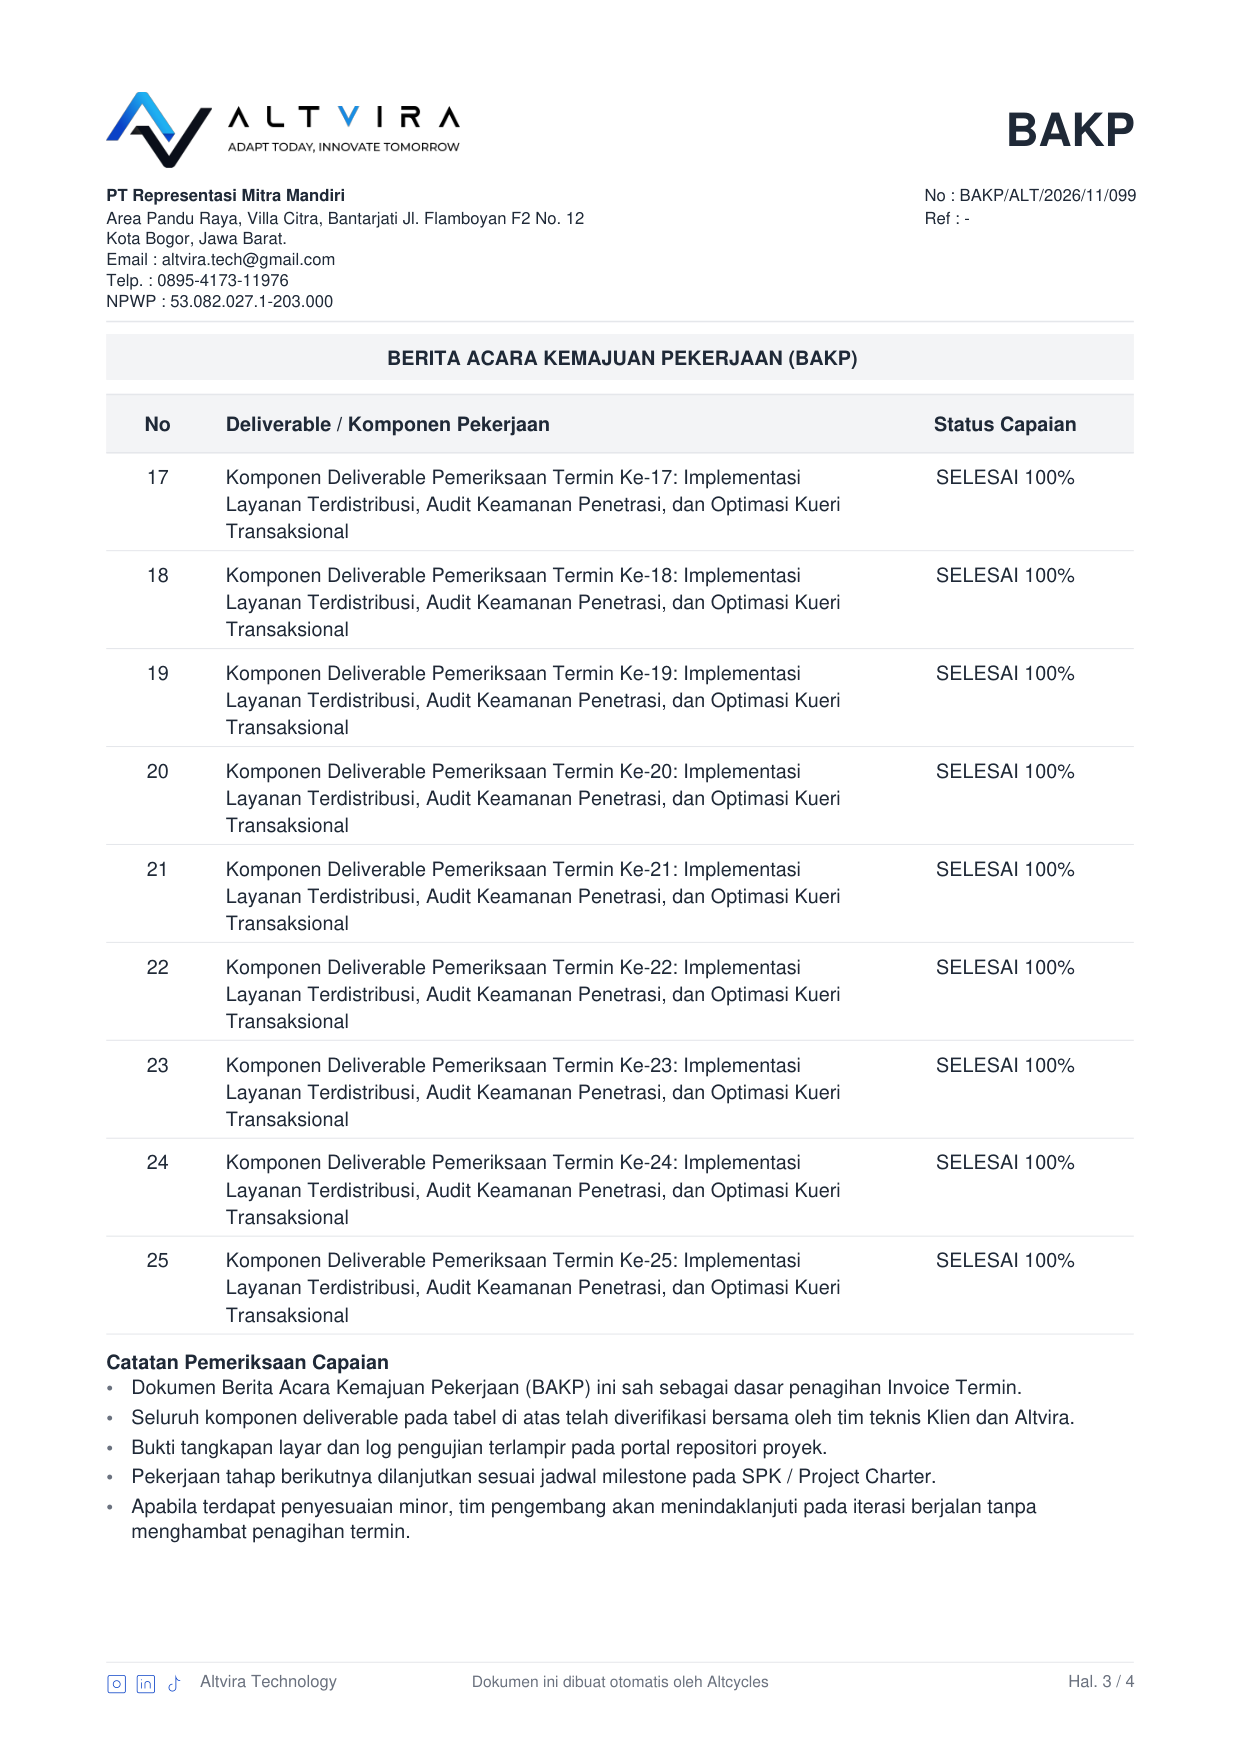 ALTVIRA
ADAPT TODAY, INNOVATE TOMORROW
BAKP
PT Representasi Mitra Mandiri
Area Pandu Raya, Villa Citra, Bantarjati Jl. Flamboyan F2 No. 12
Kota Bogor, Jawa Barat.
Email : altvira.tech@gmail.com
Telp. : 0895-4173-11976
NPWP : 53.082.027.1-203.000
No : BAKP/ALT/2026/11/099
Ref : -
BERITA ACARA KEMAJUAN PEKERJAAN (BAKP)
No Deliverable / Komponen Pekerjaan Status Capaian
17 Komponen Deliverable Pemeriksaan Termin Ke-17: Implementasi SELESAI 100%
Layanan Terdistribusi, Audit Keamanan Penetrasi, dan Optimasi Kueri
Transaksional
18 Komponen Deliverable Pemeriksaan Termin Ke-18: Implementasi SELESAI 100%
Layanan Terdistribusi, Audit Keamanan Penetrasi, dan Optimasi Kueri
Transaksional
19 Komponen Deliverable Pemeriksaan Termin Ke-19: Implementasi SELESAI 100%
Layanan Terdistribusi, Audit Keamanan Penetrasi, dan Optimasi Kueri
Transaksional
20 Komponen Deliverable Pemeriksaan Termin Ke-20: Implementasi SELESAI 100%
Layanan Terdistribusi, Audit Keamanan Penetrasi, dan Optimasi Kueri
Transaksional
21 Komponen Deliverable Pemeriksaan Termin Ke-21: Implementasi SELESAI 100%
Layanan Terdistribusi, Audit Keamanan Penetrasi, dan Optimasi Kueri
Transaksional
22 Komponen Deliverable Pemeriksaan Termin Ke-22: Implementasi SELESAI 100%
Layanan Terdistribusi, Audit Keamanan Penetrasi, dan Optimasi Kueri
Transaksional
23 Komponen Deliverable Pemeriksaan Termin Ke-23: Implementasi SELESAI 100%
Layanan Terdistribusi, Audit Keamanan Penetrasi, dan Optimasi Kueri
Transaksional
24 Komponen Deliverable Pemeriksaan Termin Ke-24: Implementasi SELESAI 100%
Layanan Terdistribusi, Audit Keamanan Penetrasi, dan Optimasi Kueri
Transaksional
25 Komponen Deliverable Pemeriksaan Termin Ke-25: Implementasi SELESAI 100%
Layanan Terdistribusi, Audit Keamanan Penetrasi, dan Optimasi Kueri
Transaksional
Catatan Pemeriksaan Capaian
• Dokumen Berita Acara Kemajuan Pekerjaan (BAKP) ini sah sebagai dasar penagihan Invoice Termin.
• Seluruh komponen deliverable pada tabel di atas telah diverifikasi bersama oleh tim teknis Klien dan Altvira.
• Bukti tangkapan layar dan log pengujian terlampir pada portal repositori proyek.
• Pekerjaan tahap berikutnya dilanjutkan sesuai jadwal milestone pada SPK / Project Charter.
• Apabila terdapat penyesuaian minor, tim pengembang akan menindaklanjuti pada iterasi berjalan tanpa
menghambat penagihan termin.
Altvira Technology Dokumen ini dibuat otomatis oleh Altcycles Hal. 3 / 4